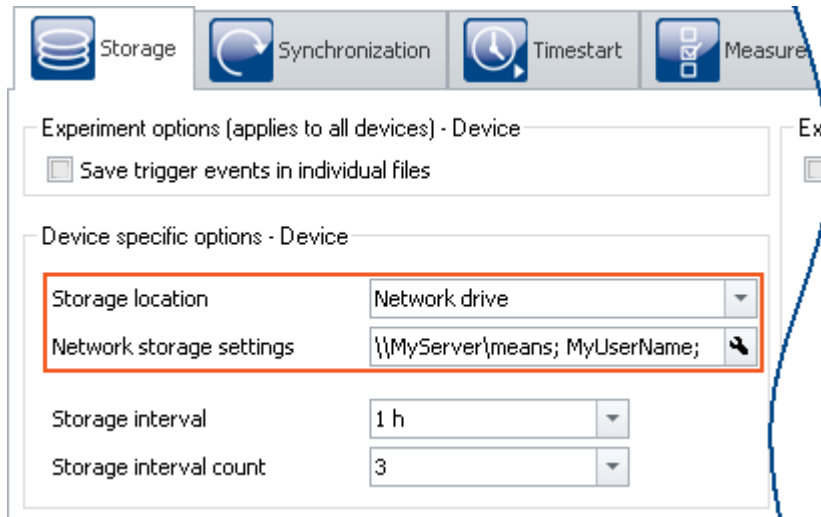 Storage
Synchronization
Timestart
Measure
Experiment options (applies to all devices) - Device
Ex
Save trigger events in individual files
Device specific options - Device
Storage location
Network drive
Network storage settings
\\MyServer\means; MyUserName;
Storage interval
1 h
Storage interval count
3